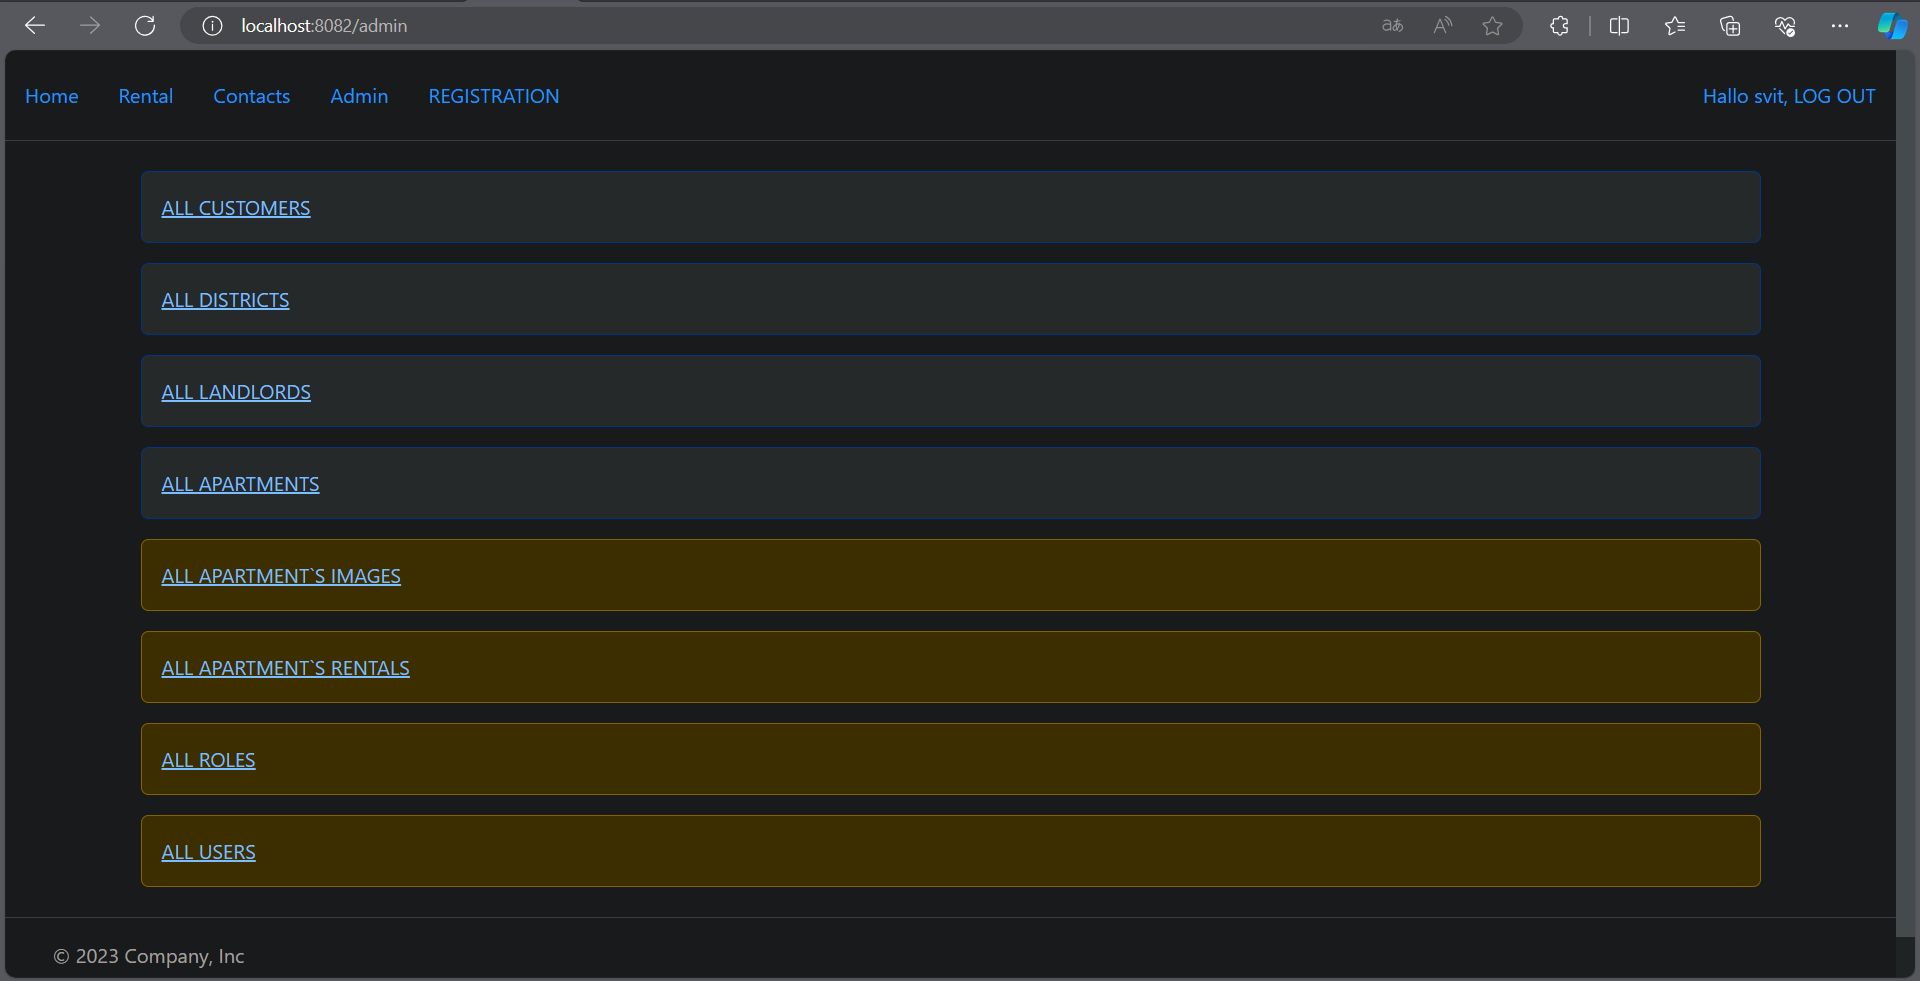 localhost:8082/admin
Home Rental Contacts Admin REGISTRATION Hallo svit, LOG OUT
ALL CUSTOMERS
ALL DISTRICTS
ALL LANDLORDS
ALL APARTMENTS
ALL APARTMENT`S IMAGES
ALL APARTMENT`S RENTALS
ALL ROLES
ALL USERS
© 2023 Company, Inc